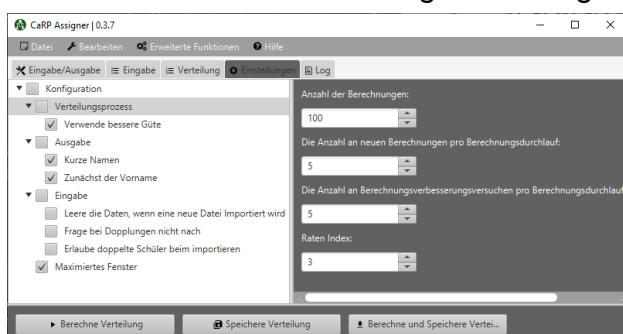 CaRP Assigner | 0.3.7
Datei Bearbeiten Erweiterte Funktionen Hilfe
Eingabe/Ausgabe Eingabe Verteilung Einstellungen Log
Konfiguration
Verteilungsprozess
Verwende bessere Güte
Ausgabe
Kurze Namen
Zunächst der Vorname
Eingabe
Leere die Daten, wenn eine neue Datei Importiert wird
Frage bei Dopplungen nicht nach
Erlaube doppelte Schüler beim importieren
Maximiertes Fenster
Anzahl der Berechnungen:
100
Die Anzahl an neuen Berechnungen pro Berechnungsdurchlauf:
5
Die Anzahl an Berechnungsverbesserungsversuchen pro Berechnungsdurchlauf
5
Raten Index:
3
Berechne Verteilung Speichere Verteilung Berechne und Speichere Vertei...